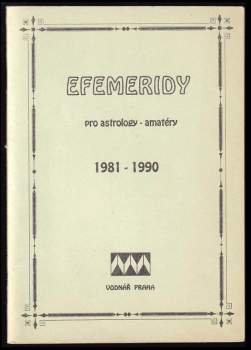 EFEMERIDY
pro astrology - amatéry
1981 - 1990
VODNÁŘ PRAHA